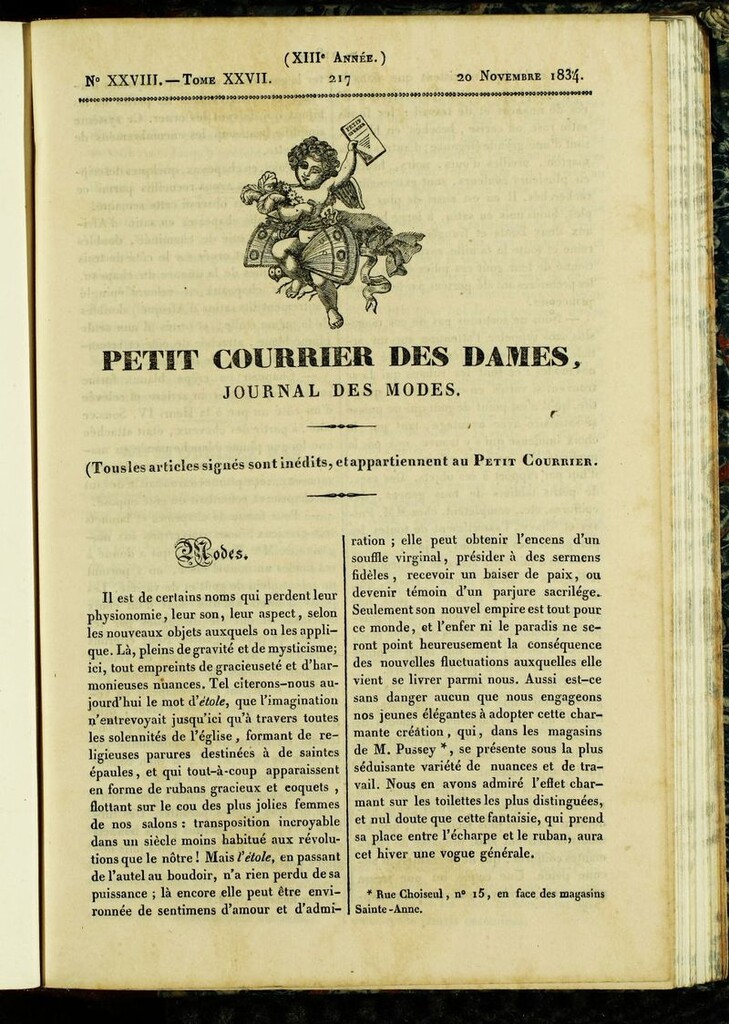 (XIIIe Année.)
No XXVIII. — Tome XXVII. 217 20 Novembre 1834.
PETIT COURRIER
PETIT COURRIER DES DAMES,
JOURNAL DES MODES.
(Tous les articles signés sont inédits, et appartiennent au Petit Courrier.
Modes.
Il est de certains noms qui perdent leur
physionomie, leur son, leur aspect, selon
les nouveaux objets auxquels on les appli-
que. Là, pleins de gravité et de mysticisme;
ici, tout empreints de gracieuseté et d'har-
monieuses nuances. Tel citerons-nous au-
jourd'hui le mot d'étole, que l'imagination
n'entrevoyait jusqu'ici qu'à travers toutes
les solennités de l'église, formant de re-
ligieuses parures destinées à de saintes
épaules, et qui tout-à-coup apparaissent
en forme de rubans gracieux et coquets,
flottant sur le cou des plus jolies femmes
de nos salons : transposition incroyable
dans un siècle moins habitué aux révolu-
tions que le nôtre ! Mais l'étole, en passant
de l'autel au boudoir, n'a rien perdu de sa
puissance ; là encore elle peut être envi-
ronnée de sentimens d'amour et d'admi-
ration ; elle peut obtenir l'encens d'un
souffle virginal, présider à des sermens
fidèles, recevoir un baiser de paix, ou
devenir témoin d'un parjure sacrilége.
Seulement son nouvel empire est tout pour
ce monde, et l'enfer ni le paradis ne se-
ront point heureusement la conséquence
des nouvelles fluctuations auxquelles elle
vient se livrer parmi nous. Aussi est-ce
sans danger aucun que nous engageons
nos jeunes élégantes à adopter cette char-
mante création, qui, dans les magasins
de M. Pussey *, se présente sous la plus
séduisante variété de nuances et de tra-
vail. Nous en avons admiré l'effet char-
mant sur les toilettes les plus distinguées,
et nul doute que cette fantaisie, qui prend
sa place entre l'écharpe et le ruban, aura
cet hiver une vogue générale.
* Rue Choiseul, no 15, en face des magasins
Sainte-Anne.